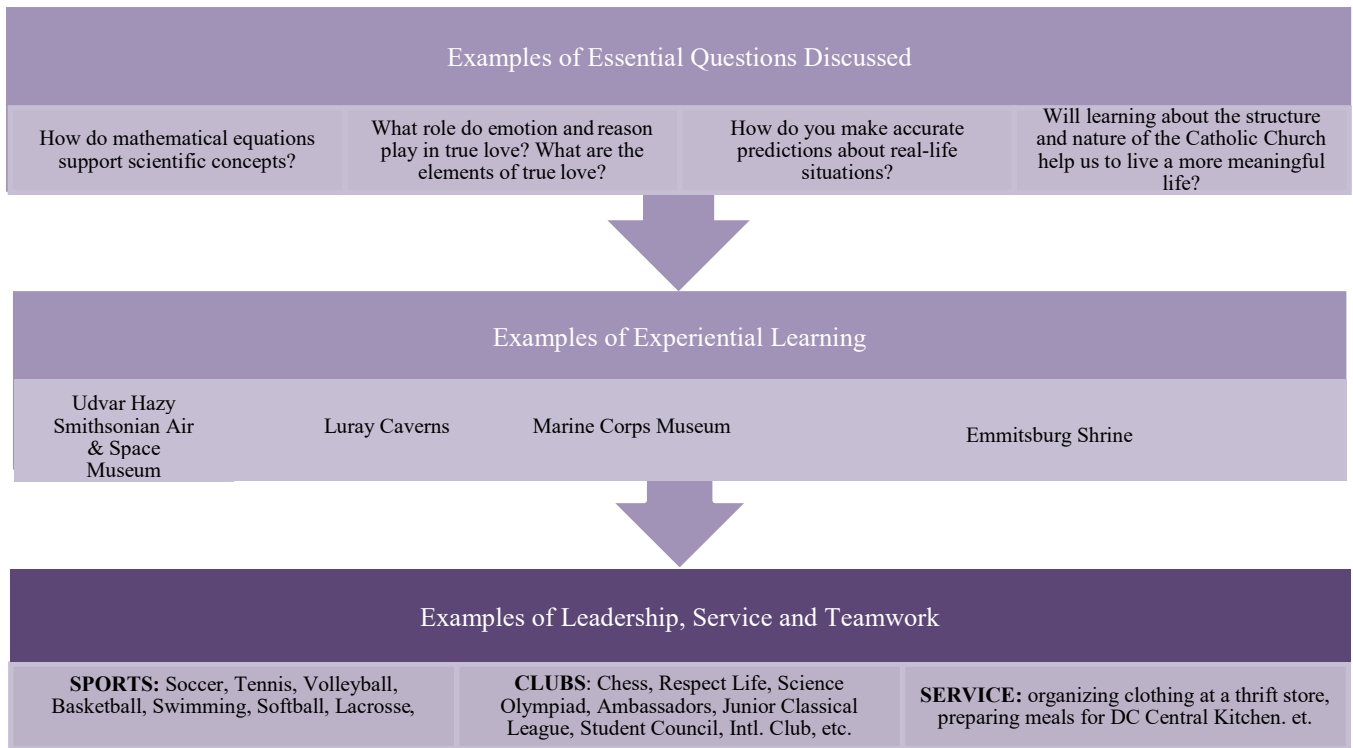 Examples of Essential Questions Discussed
How do mathematical equations
support scientific concepts?
What role do emotion and reason
play in true love? What are the
elements of true love?
How do you make accurate
predictions about real-life
situations?
Will learning about the structure
and nature of the Catholic Church
help us to live a more meaningful
life?
Examples of Experiential Learning
Udvar Hazy
Smithsonian Air
& Space
Museum
Luray Caverns
Marine Corps Museum
Emmitsburg Shrine
Examples of Leadership, Service and Teamwork
SPORTS: Soccer, Tennis, Volleyball,
Basketball, Swimming, Softball, Lacrosse,
CLUBS: Chess, Respect Life, Science
Olympiad, Ambassadors, Junior Classical
League, Student Council, Intl. Club, etc.
SERVICE: organizing clothing at a thrift store,
preparing meals for DC Central Kitchen. et.